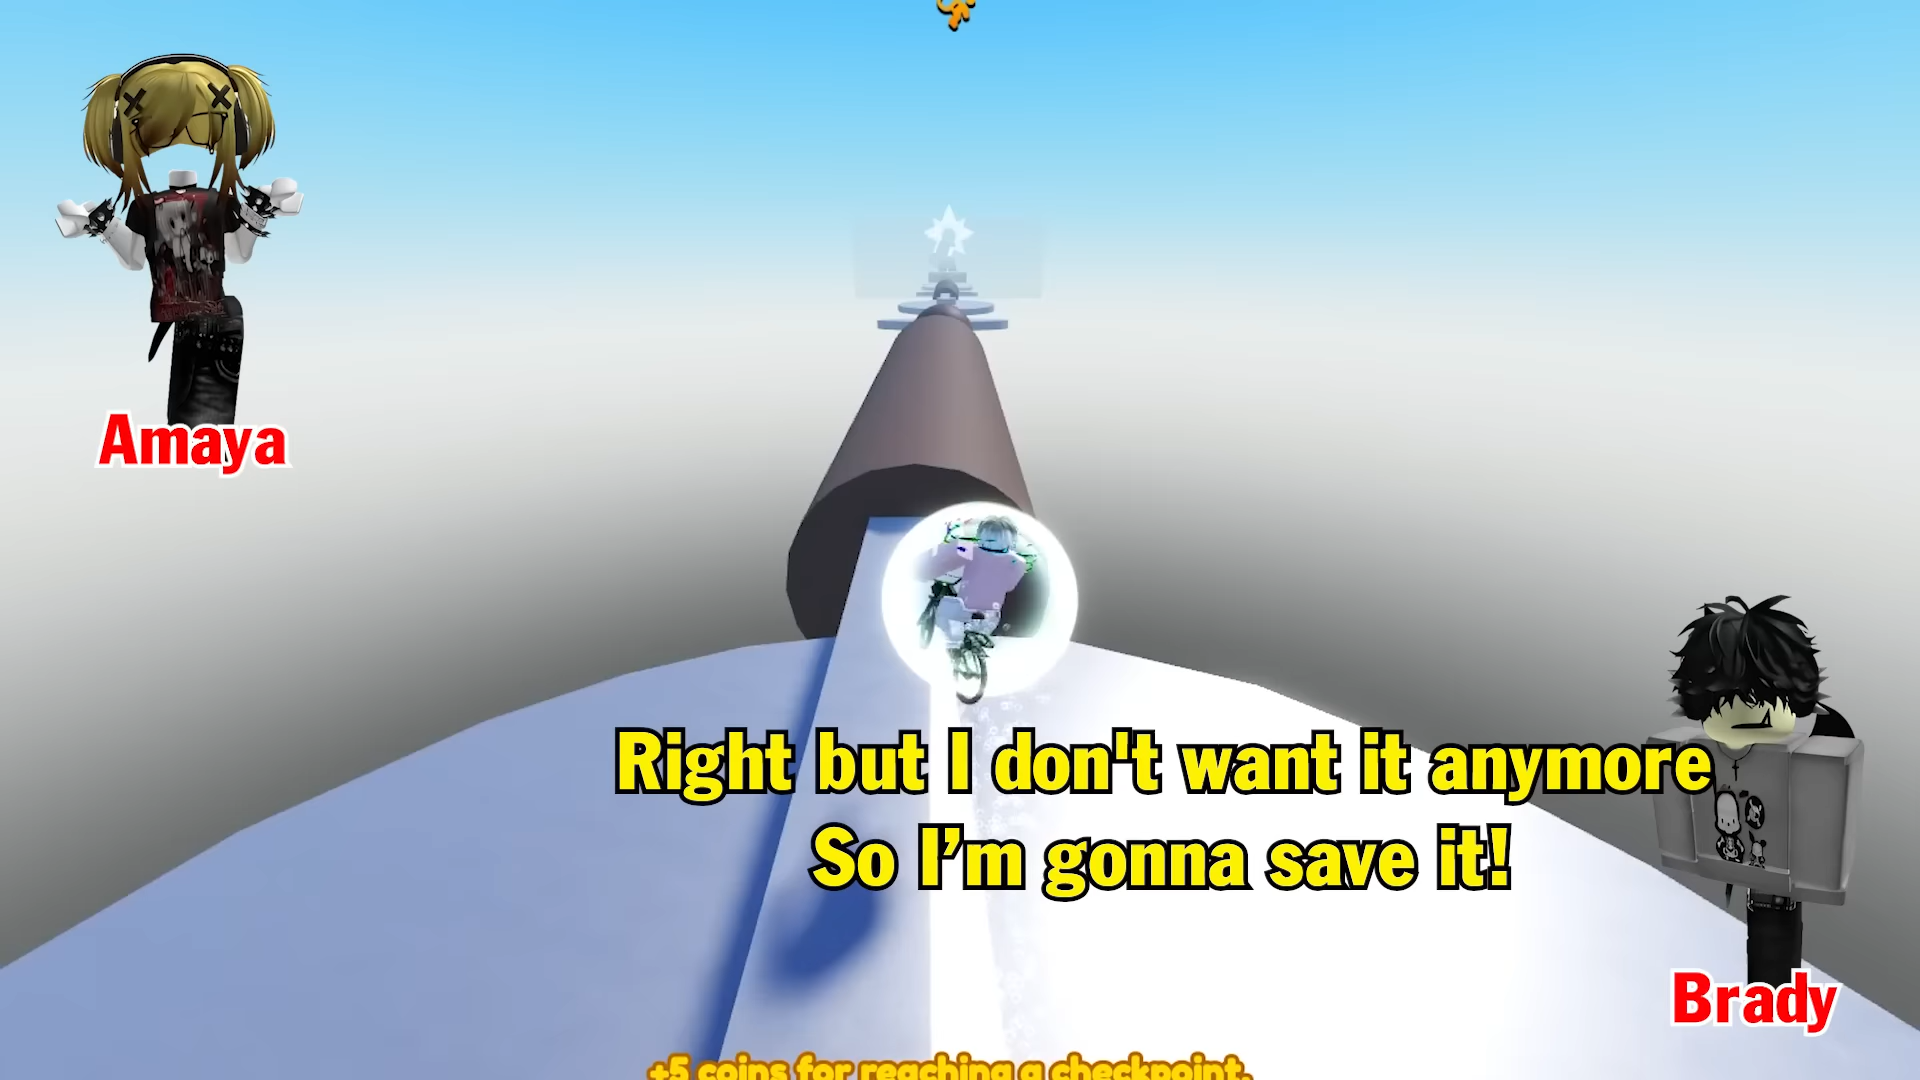 Amaya
Right but I don't want it anymore
So I’m gonna save it!
Brady
+5 coins for reaching a checkpoint.